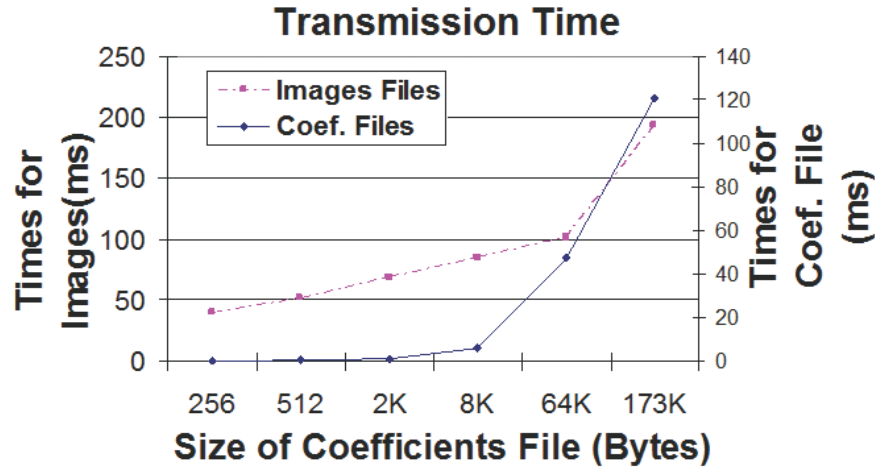 Transmission Time
250
200
150
100
50
0
Times for
Images(ms)
Images Files
Coef. Files
140
120
100
80
60
40
20
0
Times for
Coef. File
(ms)
256 512 2K 8K 64K 173K
Size of Coefficients File (Bytes)